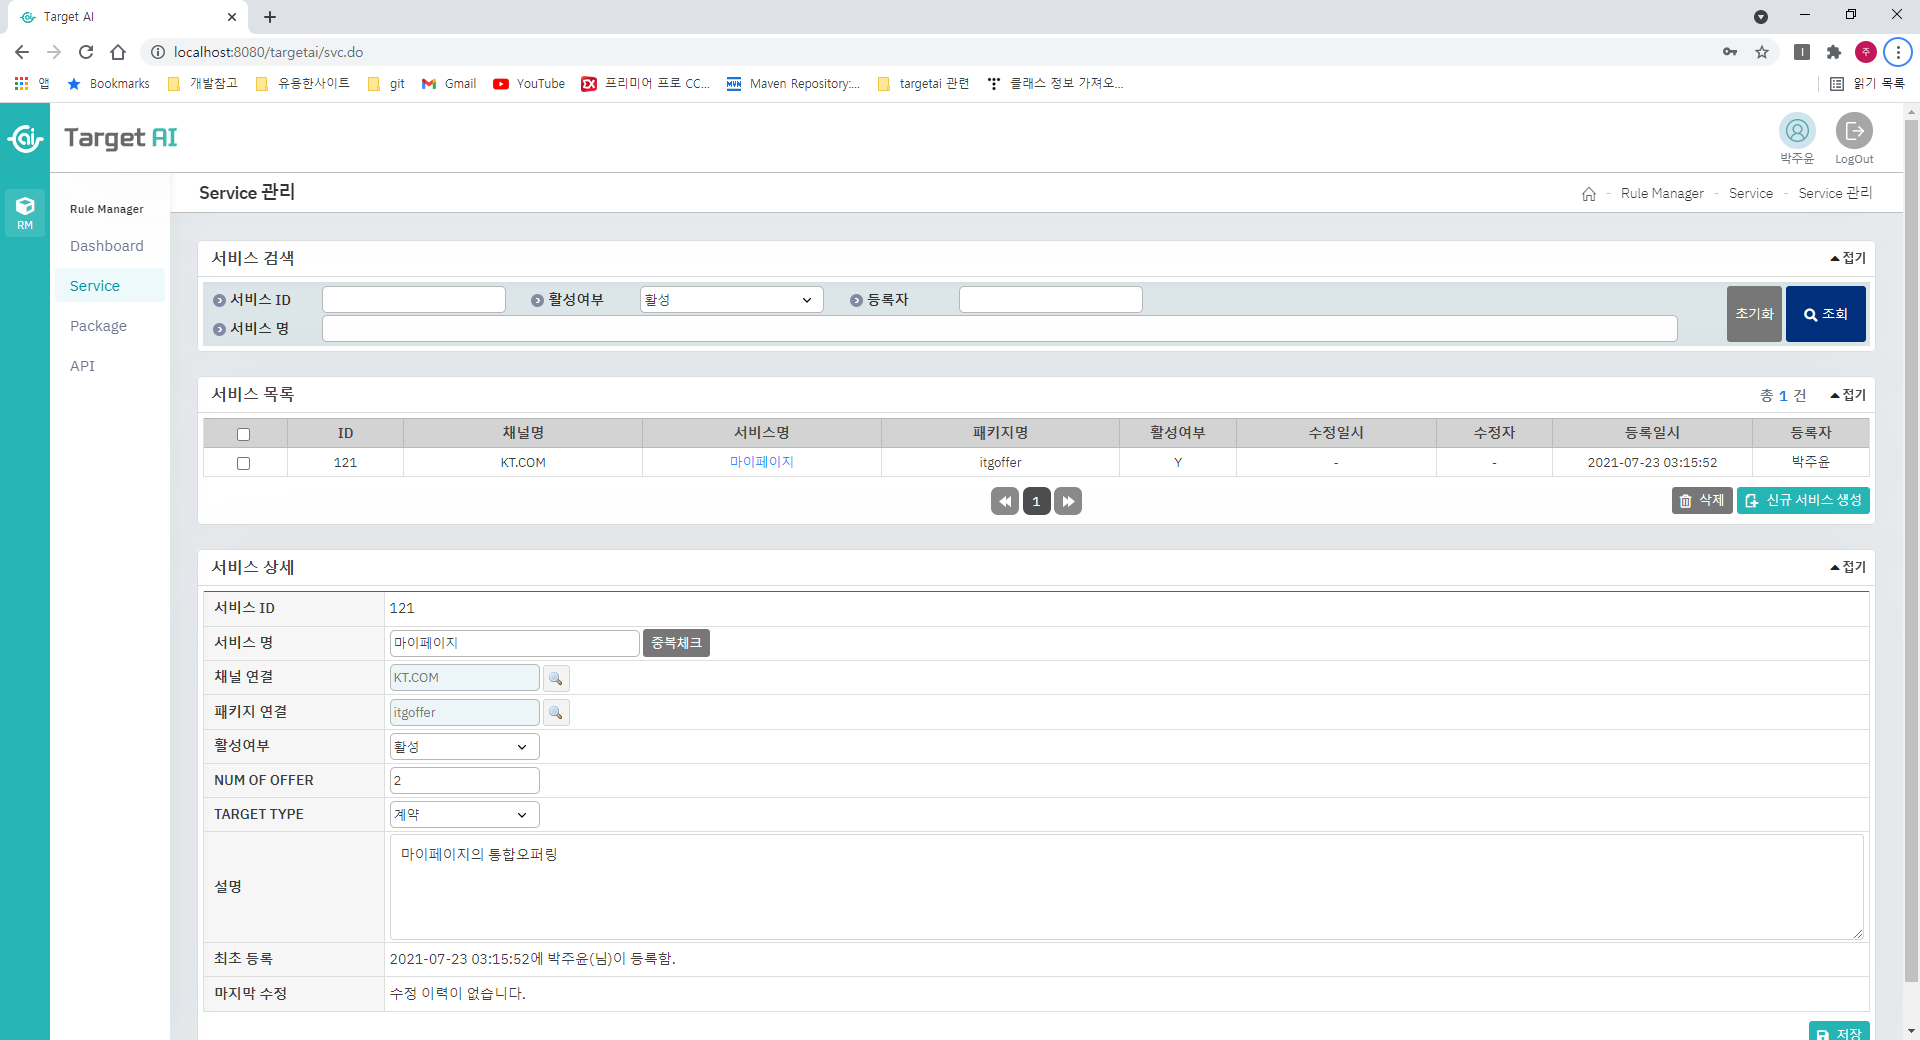 Target AI
localhost:8080/targetai/svc.do
주
앱 Bookmarks 개발참고 유용한사이트 git Gmail YouTube 프리미어 프로 CC... Maven Repository:... targetai 관련 클래스 정보 가져오... 읽기 목록
ai Target AI
박주윤 LogOut
RM
Rule Manager
Dashboard
Service
Package
API
Service 관리
- Rule Manager - Service - Service 관리
서비스 검색 접기
서비스 ID 활성여부 활성 등록자
서비스 명
초기화 조회
서비스 목록 총 1 건 접기
ID 채널명 서비스명 패키지명 활성여부 수정일시 수정자 등록일시 등록자
121 KT.COM 마이페이지 itgoffer Y - - 2021-07-23 03:15:52 박주윤
1
삭제 신규 서비스 생성
서비스 상세 접기
서비스 ID 121
서비스 명 마이페이지 중복체크
채널 연결 KT.COM
패키지 연결 itgoffer
활성여부 활성
NUM OF OFFER 2
TARGET TYPE 계약
설명 마이페이지의 통합오퍼링
최초 등록 2021-07-23 03:15:52에 박주윤(님)이 등록함.
마지막 수정 수정 이력이 없습니다.
저장